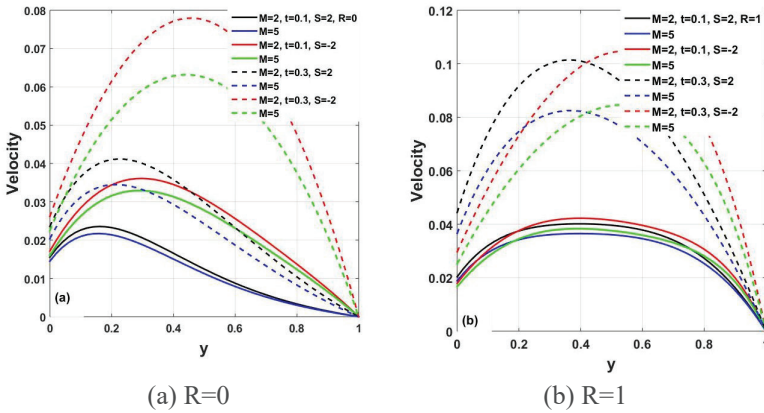 0.08
0.07
0.06
0.05
0.04
0.03
0.02
0.01
0
Velocity
0
0.2
0.4
0.6
0.8
1
y
(a)
M=2, t=0.1, S=2, R=0
M=5
M=2, t=0.1, S=-2
M=5
M=2, t=0.3, S=2
M=5
M=2, t=0.3, S=-2
M=5
(a) R=0
0.12
0.1
0.08
0.06
0.04
0.02
0
Velocity
0
0.2
0.4
0.6
0.8
1
y
(b)
M=2, t=0.1, S=2, R=1
M=5
M=2, t=0.1, S=-2
M=5
M=2, t=0.3, S=2
M=5
M=2, t=0.3, S=-2
M=5
(b) R=1